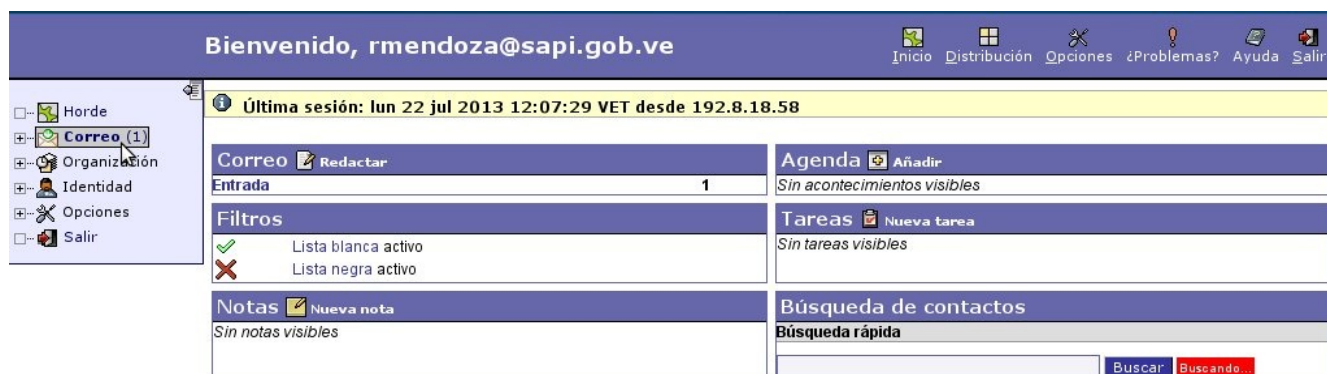 Bienvenido, rmendoza@sapi.gob.ve
Inicio Distribución Opciones ¿Problemas? Ayuda Salir
Horde
Correo (1)
Organización
Identidad
Opciones
Salir
Última sesión: lun 22 jul 2013 12:07:29 VET desde 192.8.18.58
Correo Redactar
Entrada 1
Filtros
Lista blanca activo
Lista negra activo
Notas Nueva nota
Sin notas visibles
Agenda Añadir
Sin acontecimientos visibles
Tareas Nueva tarea
Sin tareas visibles
Búsqueda de contactos
Búsqueda rápida
Buscar Buscando...